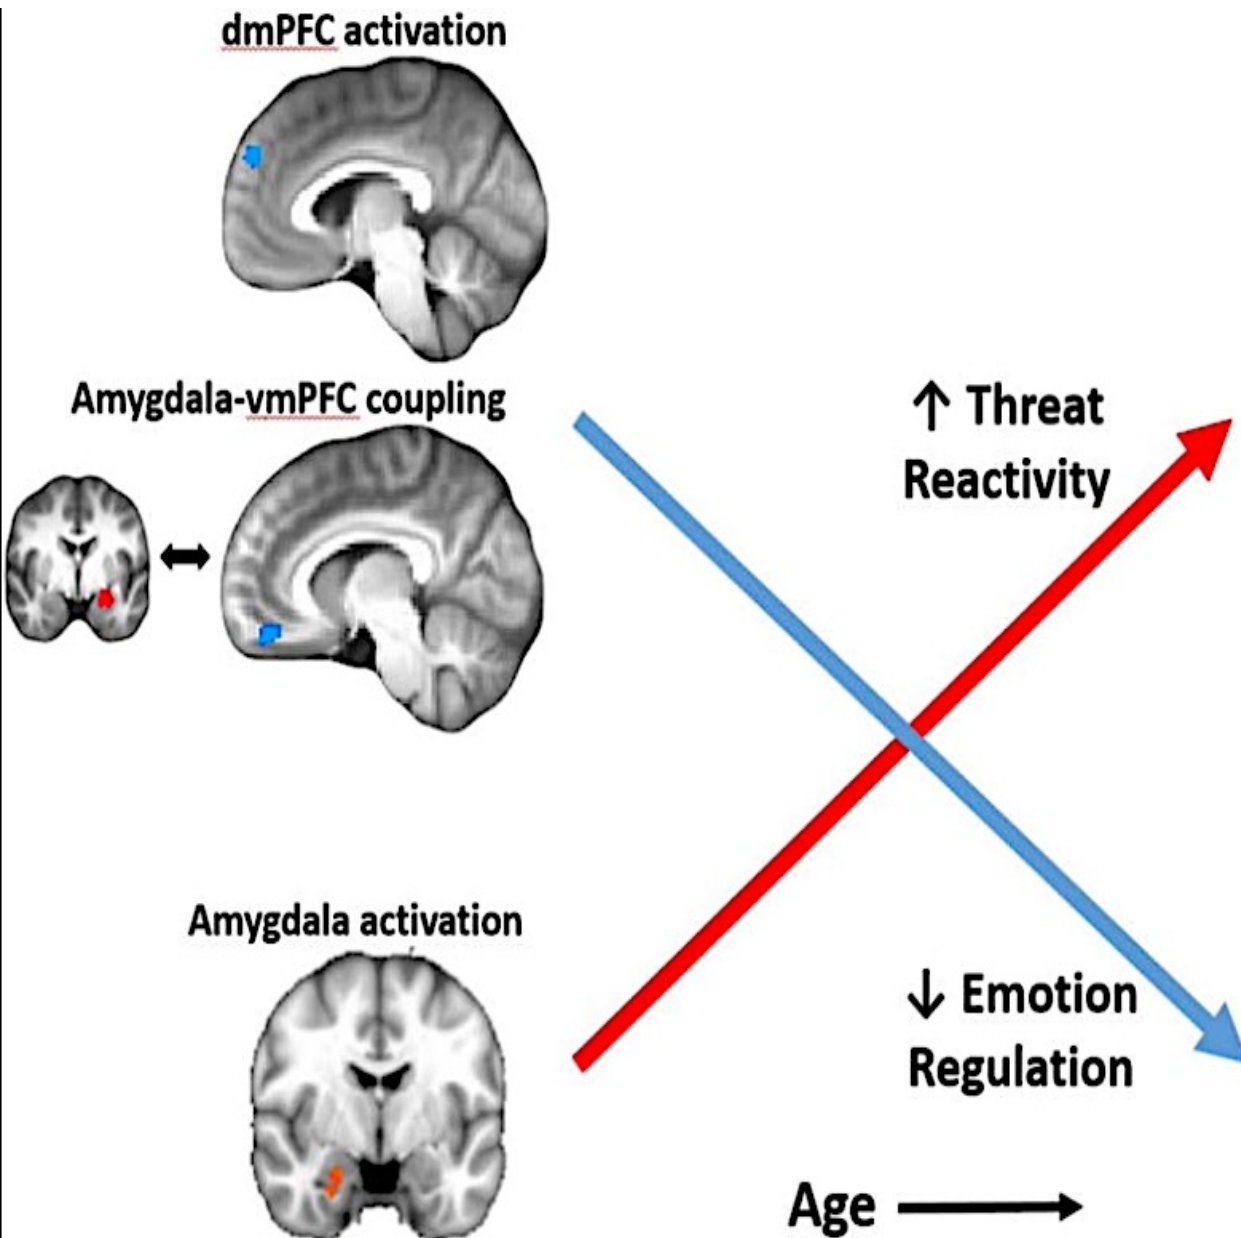 dmPFC activation
Amygdala-vmPFC coupling
↑ Threat
Reactivity
Amygdala activation
↓ Emotion
Regulation
Age